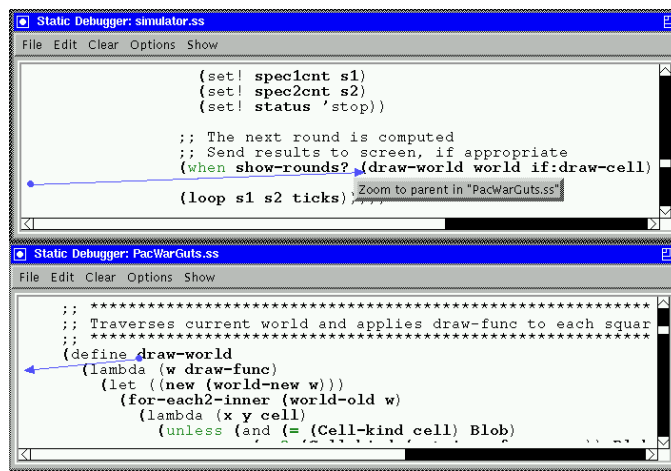 Static Debugger: simulator.ss
File Edit Clear Options Show
(set! spec1cnt s1)
(set! spec2cnt s2)
(set! status 'stop))
;; The next round is computed
;; Send results to screen, if appropriate
(when show-rounds? (draw-world world if:draw-cell)
Zoom to parent in "PacWarGuts.ss"
(loop s1 s2 ticks)
Static Debugger: PacWarGuts.ss
File Edit Clear Options Show
;; ***********************************************************
;; Traverses current world and applies draw-func to each squar
;; ***********************************************************
(define draw-world
(lambda (w draw-func)
(let ((new (world-new w)))
(for-each2-inner (world-old w)
(lambda (x y cell)
(unless (and (= (Cell-kind cell) Blob)